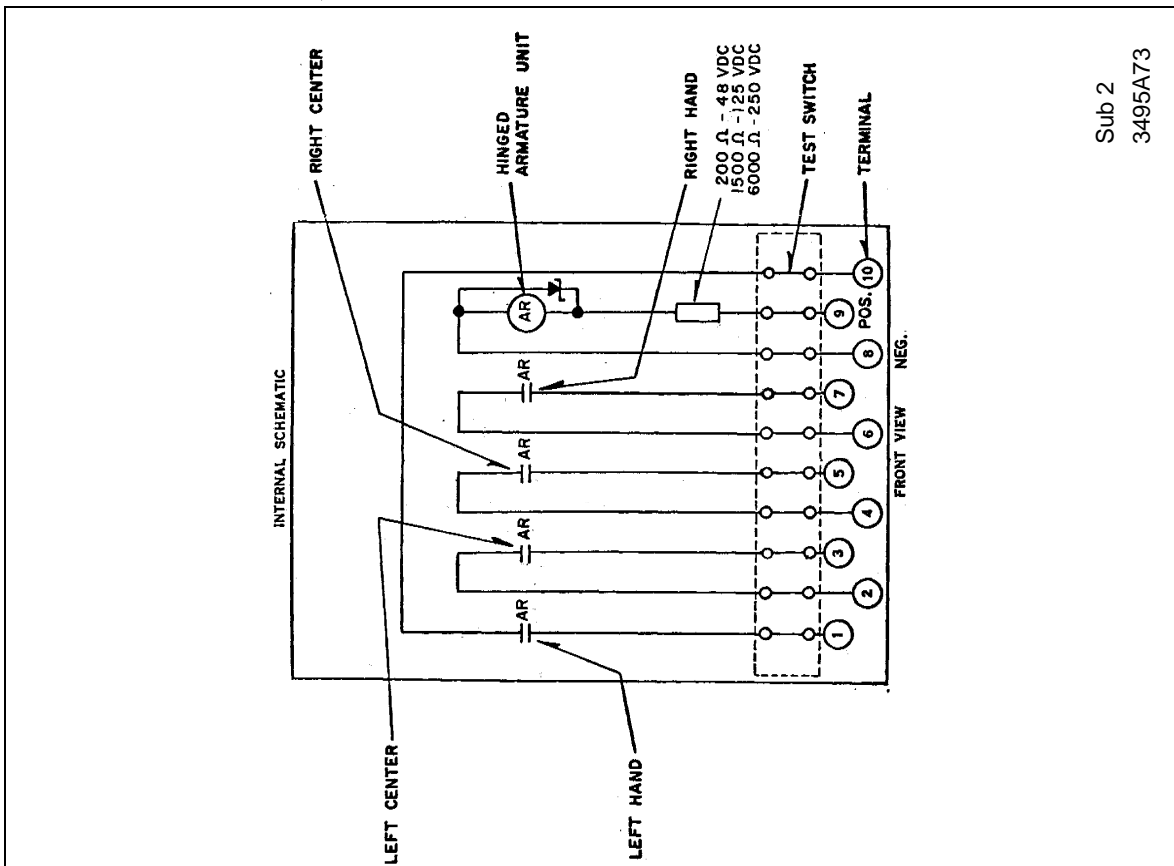 INTERNAL SCHEMATIC
RIGHT CENTER
HINGED
ARMATURE UNIT
LEFT CENTER
LEFT HAND
RIGHT HAND
200 Ω - 48 VDC
1500 Ω - 125 VDC
6000 Ω - 250 VDC
TEST SWITCH
TERMINAL
AR
AR
AR
AR
AR
1
2
3
4
5
6
7
8
9
10
NEG.
POS.
FRONT VIEW
Sub 2
3495A73